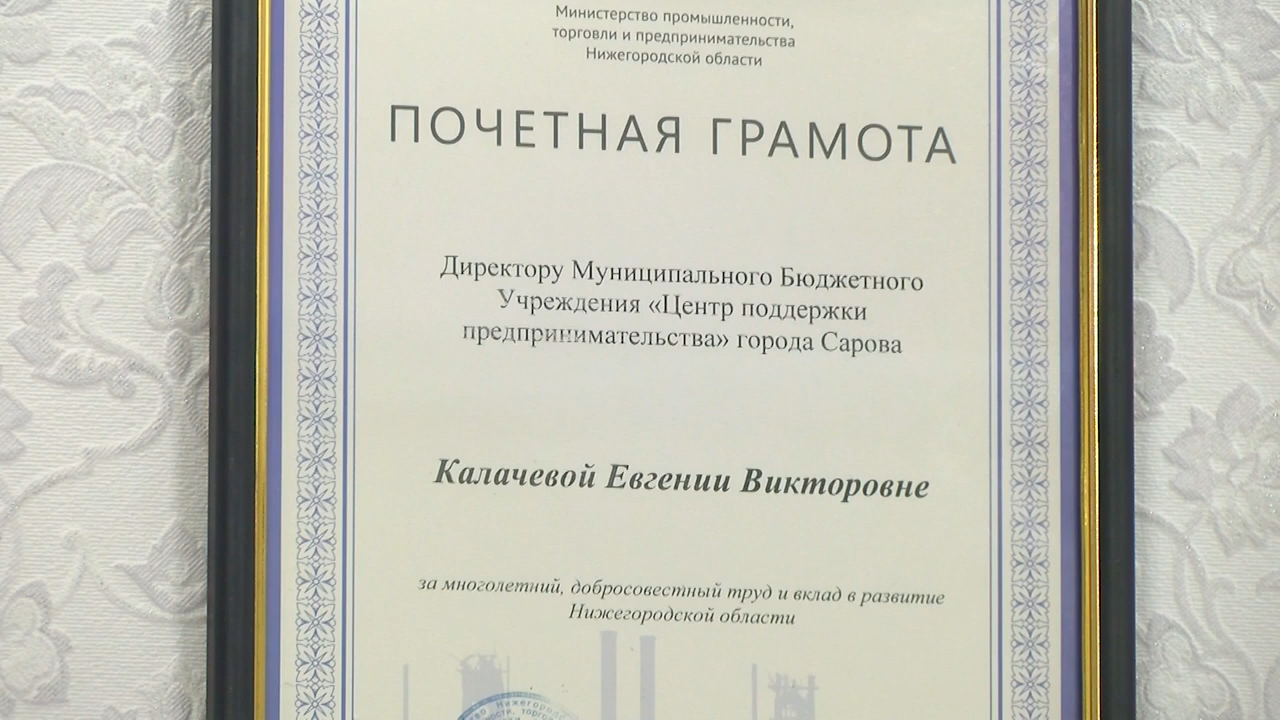 Министерство промышленности,
торговли и предпринимательства
Нижегородской области
ПОЧЕТНАЯ ГРАМОТА
Директору Муниципального Бюджетного
Учреждения «Центр поддержки
предпринимательства» города Сарова
Калачевой Евгении Викторовне
за многолетний, добросовестный труд и вклад в развитие
Нижегородской области